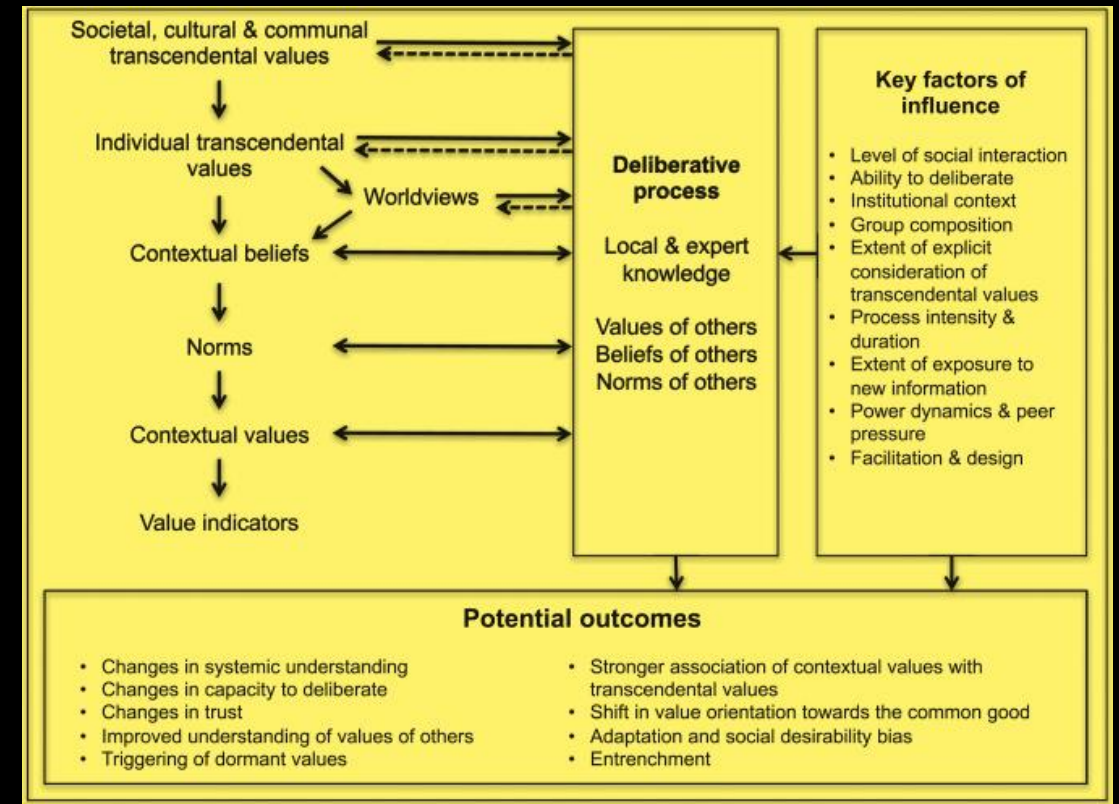 Societal, cultural & communal
transcendental values
Individual transcendental
values
Worldviews
Contextual beliefs
Norms
Contextual values
Value indicators
Deliberative
process
Local & expert
knowledge
Values of others
Beliefs of others
Norms of others
Key factors of
influence
• Level of social interaction
• Ability to deliberate
• Institutional context
• Group composition
• Extent of explicit
consideration of
transcendental values
• Process intensity &
duration
• Extent of exposure to
new information
• Power dynamics & peer
pressure
• Facilitation & design
Potential outcomes
• Changes in systemic understanding
• Changes in capacity to deliberate
• Changes in trust
• Improved understanding of values of others
• Triggering of dormant values
• Stronger association of contextual values with
transcendental values
• Shift in value orientation towards the common good
• Adaptation and social desirability bias
• Entrenchment